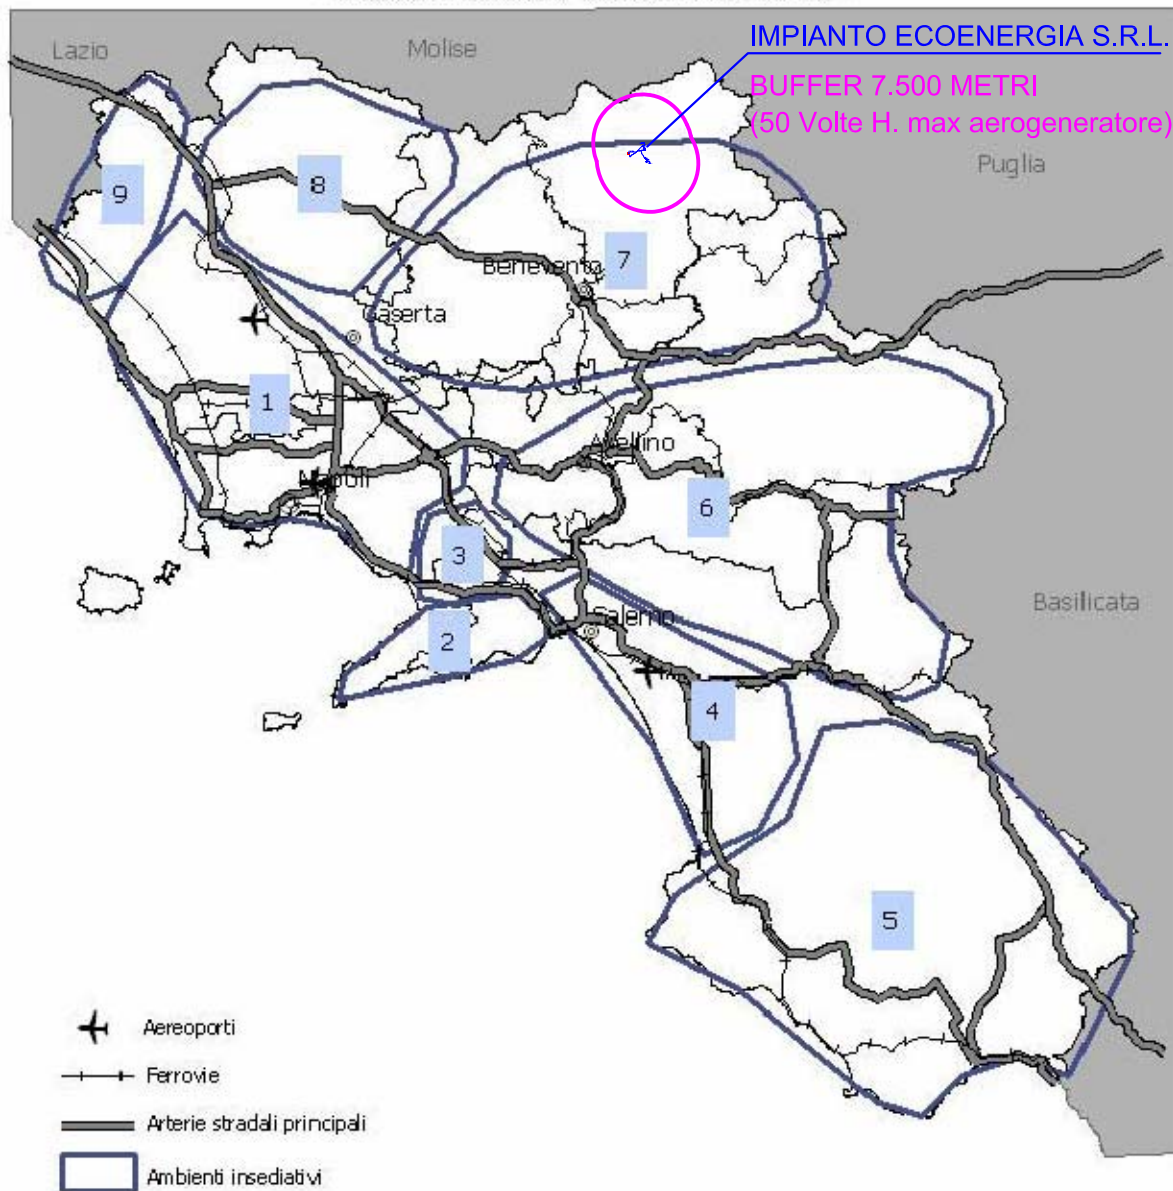 Lazio
Molise
IMPIANTO ECOENERGIA S.R.L.
BUFFER 7.500 METRI
(50 Volte H. max aerogeneratore)
Puglia
9
8
7
Benevento
Caserta
1
Avellino
Napoli
6
3
Basilicata
Salerno
2
4
5
Aereoporti
Ferrovie
Arterie stradali principali
Ambienti insediativi